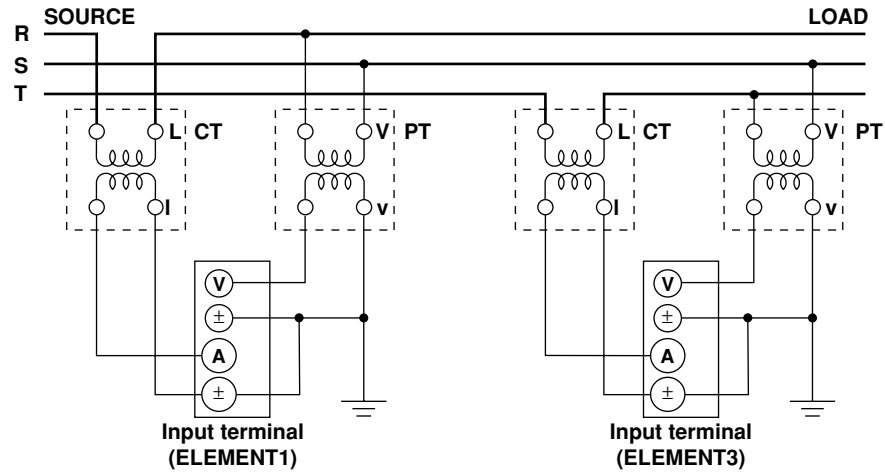 SOURCE LOAD
R
S
T
L CT V PT L CT V PT
l v l v
V V
± ±
A A
± ±
Input terminal Input terminal
(ELEMENT1) (ELEMENT3)